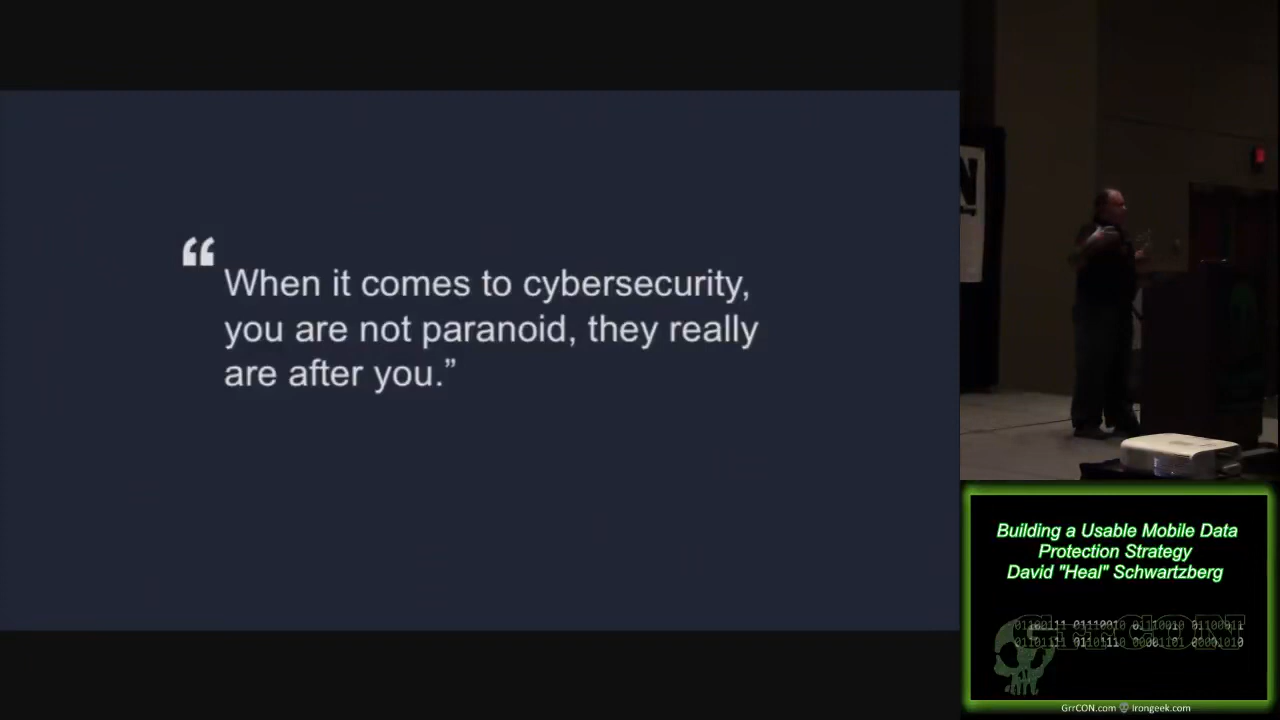 “
When it comes to cybersecurity,
you are not paranoid, they really
are after you.”
N
Building a Usable Mobile Data
Protection Strategy
David "Heal" Schwartzberg
GrrCON
GrrCON.com Irongeek.com